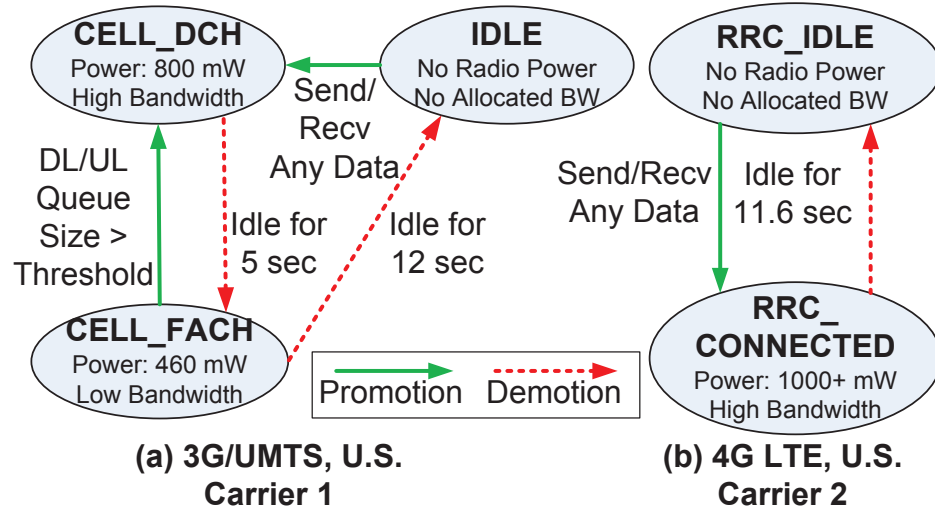 CELL_DCH
Power: 800 mW
High Bandwidth
IDLE
No Radio Power
No Allocated BW
Send/
Recv
Any Data
DL/UL
Queue
Size >
Threshold
Idle for
5 sec
Idle for
12 sec
CELL_FACH
Power: 460 mW
Low Bandwidth
Promotion
Demotion
(a) 3G/UMTS, U.S.
Carrier 1
RRC_IDLE
No Radio Power
No Allocated BW
Send/Recv
Any Data
Idle for
11.6 sec
RRC_
CONNECTED
Power: 1000+ mW
High Bandwidth
(b) 4G LTE, U.S.
Carrier 2